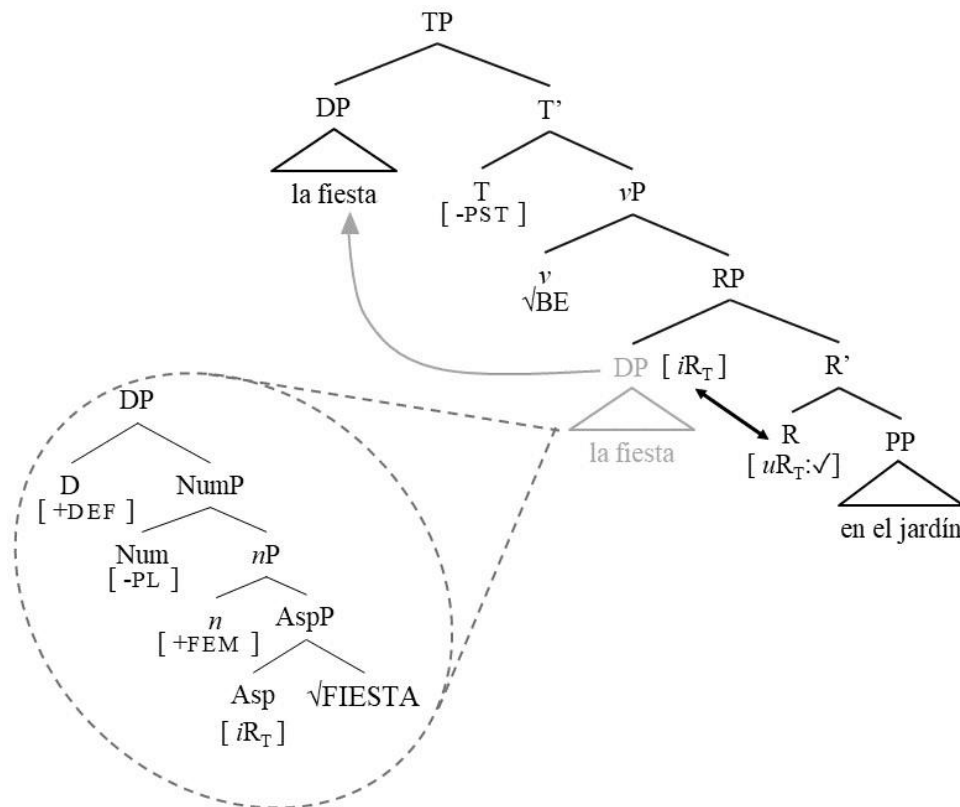 TP
DP T’
la fiesta T vP
[ -PST ]
v RP
√BE
DP [ iR_T ] R’
la fiesta R PP
[ uR_T:✓] en el jardín
DP
D NumP
[ +DEF ]
Num nP
[ -PL ]
n AspP
[ +FEM ]
Asp √FIESTA
[ iR_T ]